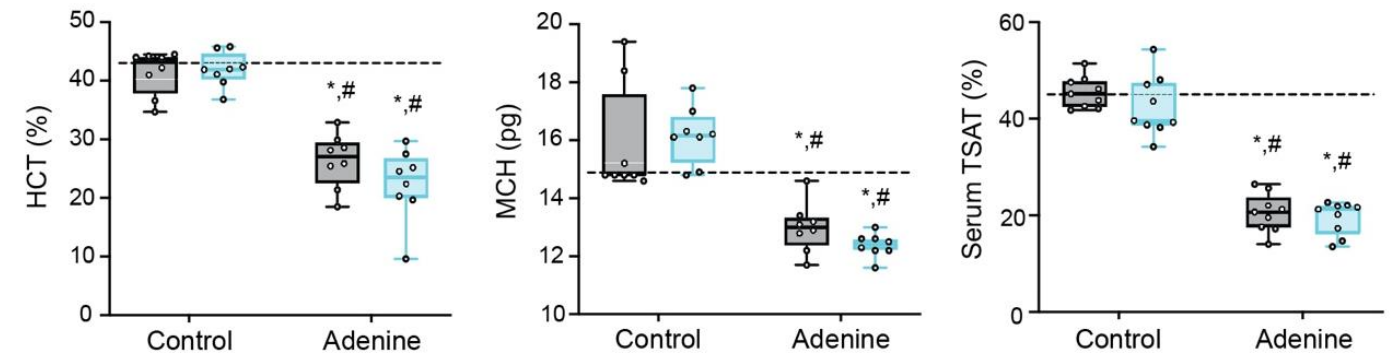 HCT (%)
50
40
30
20
10
0
*,#
*,#
Control
Adenine
MCH (pg)
20
18
16
14
12
10
*,#
*,#
Control
Adenine
Serum TSAT (%)
60
40
20
0
*,#
*,#
Control
Adenine